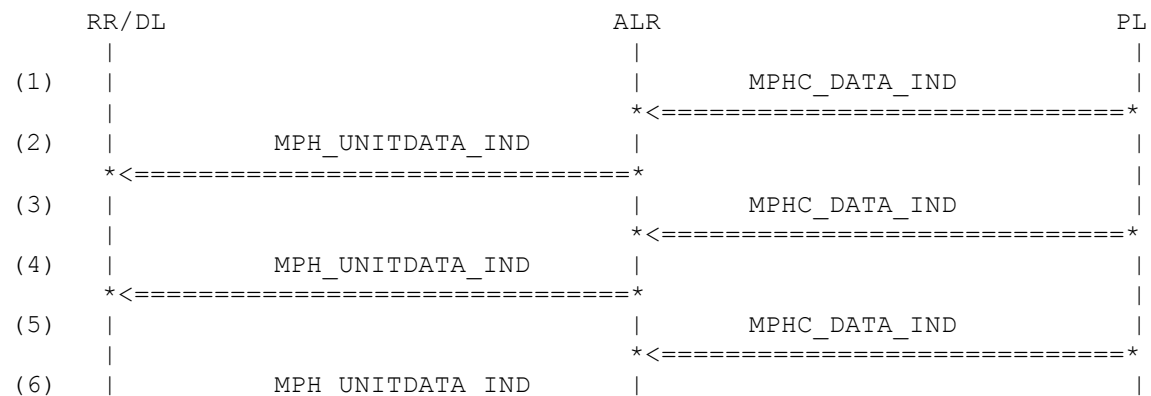 RR/DL                           ALR                           PL
      |                                |                              |
(1)   |                                |      MPHC_DATA_IND           |
      |                                *<=============================*
(2)   |         MPH_UNITDATA_IND       |                              |
      *<===============================*                              |
(3)   |                                |      MPHC_DATA_IND           |
      |                                *<=============================*
(4)   |         MPH_UNITDATA_IND       |                              |
      *<===============================*                              |
(5)   |                                |      MPHC_DATA_IND           |
      |                                *<=============================*
(6)   |         MPH UNITDATA IND       |                              |